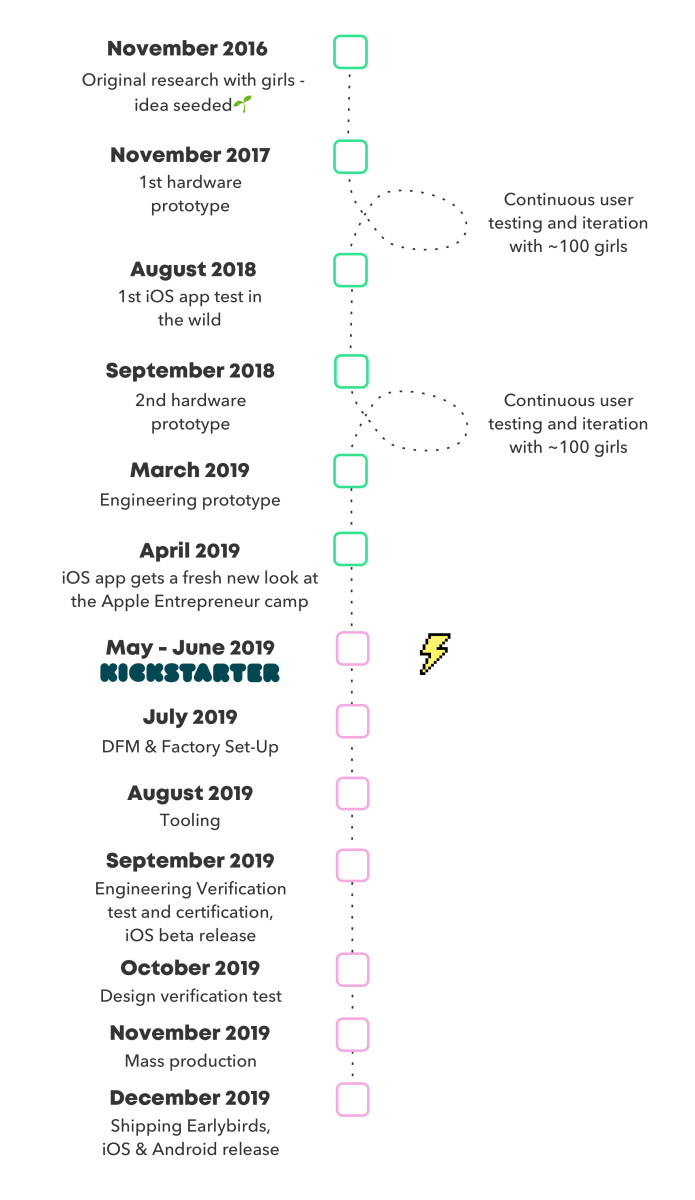 November 2016
Original research with girls -
idea seeded🌱
November 2017
1st hardware
prototype
Continuous user
testing and iteration
with ~100 girls
August 2018
1st iOS app test in
the wild
September 2018
2nd hardware
prototype
Continuous user
testing and iteration
with ~100 girls
March 2019
Engineering prototype
April 2019
iOS app gets a fresh new look at
the Apple Entrepreneur camp
May - June 2019
KICKSTARTER
July 2019
DFM & Factory Set-Up
August 2019
Tooling
September 2019
Engineering Verification
test and certification,
iOS beta release
October 2019
Design verification test
November 2019
Mass production
December 2019
Shipping Earlybirds,
iOS & Android release